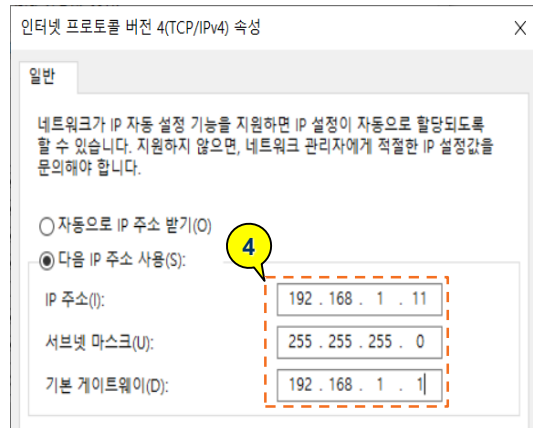 인터넷 프로토콜 버전 4(TCP/IPv4) 속성
일반
네트워크가 IP 자동 설정 기능을 지원하면 IP 설정이 자동으로 할당되도록
할 수 있습니다. 지원하지 않으면, 네트워크 관리자에게 적절한 IP 설정값을
문의해야 합니다.
자동으로 IP 주소 받기(O)
4
다음 IP 주소 사용(S):
IP 주소(I): 192 . 168 . 1 . 11
서브넷 마스크(U): 255 . 255 . 255 . 0
기본 게이트웨이(D): 192 . 168 . 1 . 1